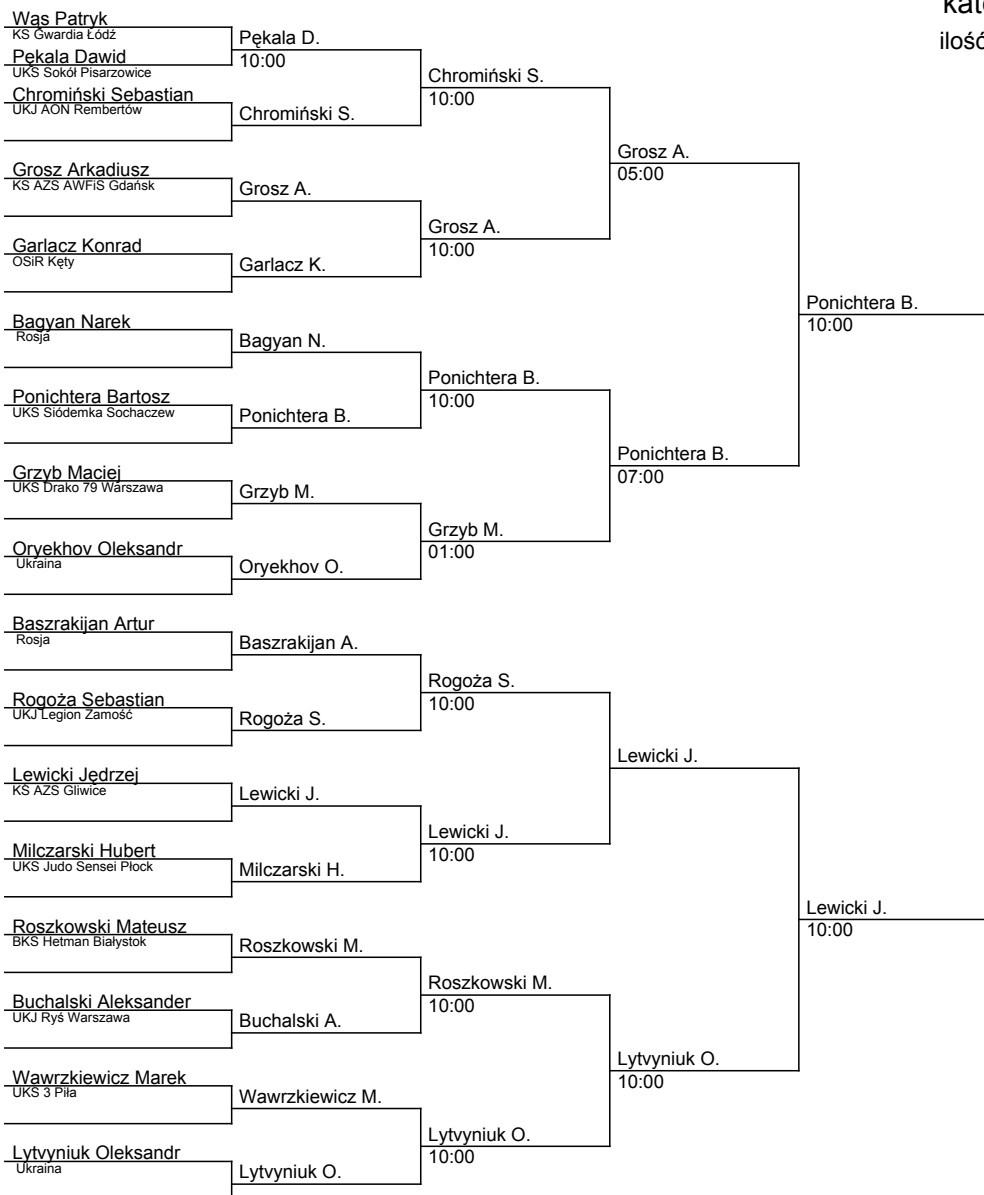 kat
ilość
Wąs Patryk
KS Gwardia Łódź
Pękala Dawid
UKS Sokół Pisarzowice
Chromiński Sebastian
UKJ AON Rembertów
Grosz Arkadiusz
KS AZS AWFiS Gdańsk
Garlacz Konrad
OSiR Kęty
Bagyan Narek
Rosja
Ponichtera Bartosz
UKS Siódemka Sochaczew
Grzyb Maciej
UKS Drako 79 Warszawa
Oryekhov Oleksandr
Ukraina
Baszrakijan Artur
Rosja
Rogoża Sebastian
UKJ Legion Zamość
Lewicki Jędrzej
KS AZS Gliwice
Milczarski Hubert
UKS Judo Sensei Płock
Roszkowski Mateusz
BKS Hetman Białystok
Buchalski Aleksander
UKJ Ryś Warszawa
Wawrzkiewicz Marek
UKS 3 Piła
Lytvyniuk Oleksandr
Ukraina
Pękala D.
10:00
Chromiński S.
Grosz A.
Garlacz K.
Bagyan N.
Ponichtera B.
Grzyb M.
Oryekhov O.
Baszrakijan A.
Rogoża S.
Lewicki J.
Milczarski H.
Roszkowski M.
Buchalski A.
Wawrzkiewicz M.
Lytvyniuk O.
Chromiński S.
10:00
Grosz A.
10:00
Ponichtera B.
10:00
Grzyb M.
01:00
Rogoża S.
10:00
Lewicki J.
10:00
Roszkowski M.
10:00
Lytvyniuk O.
10:00
Grosz A.
05:00
Ponichtera B.
07:00
Lewicki J.
Lytvyniuk O.
10:00
Ponichtera B.
10:00
Lewicki J.
10:00